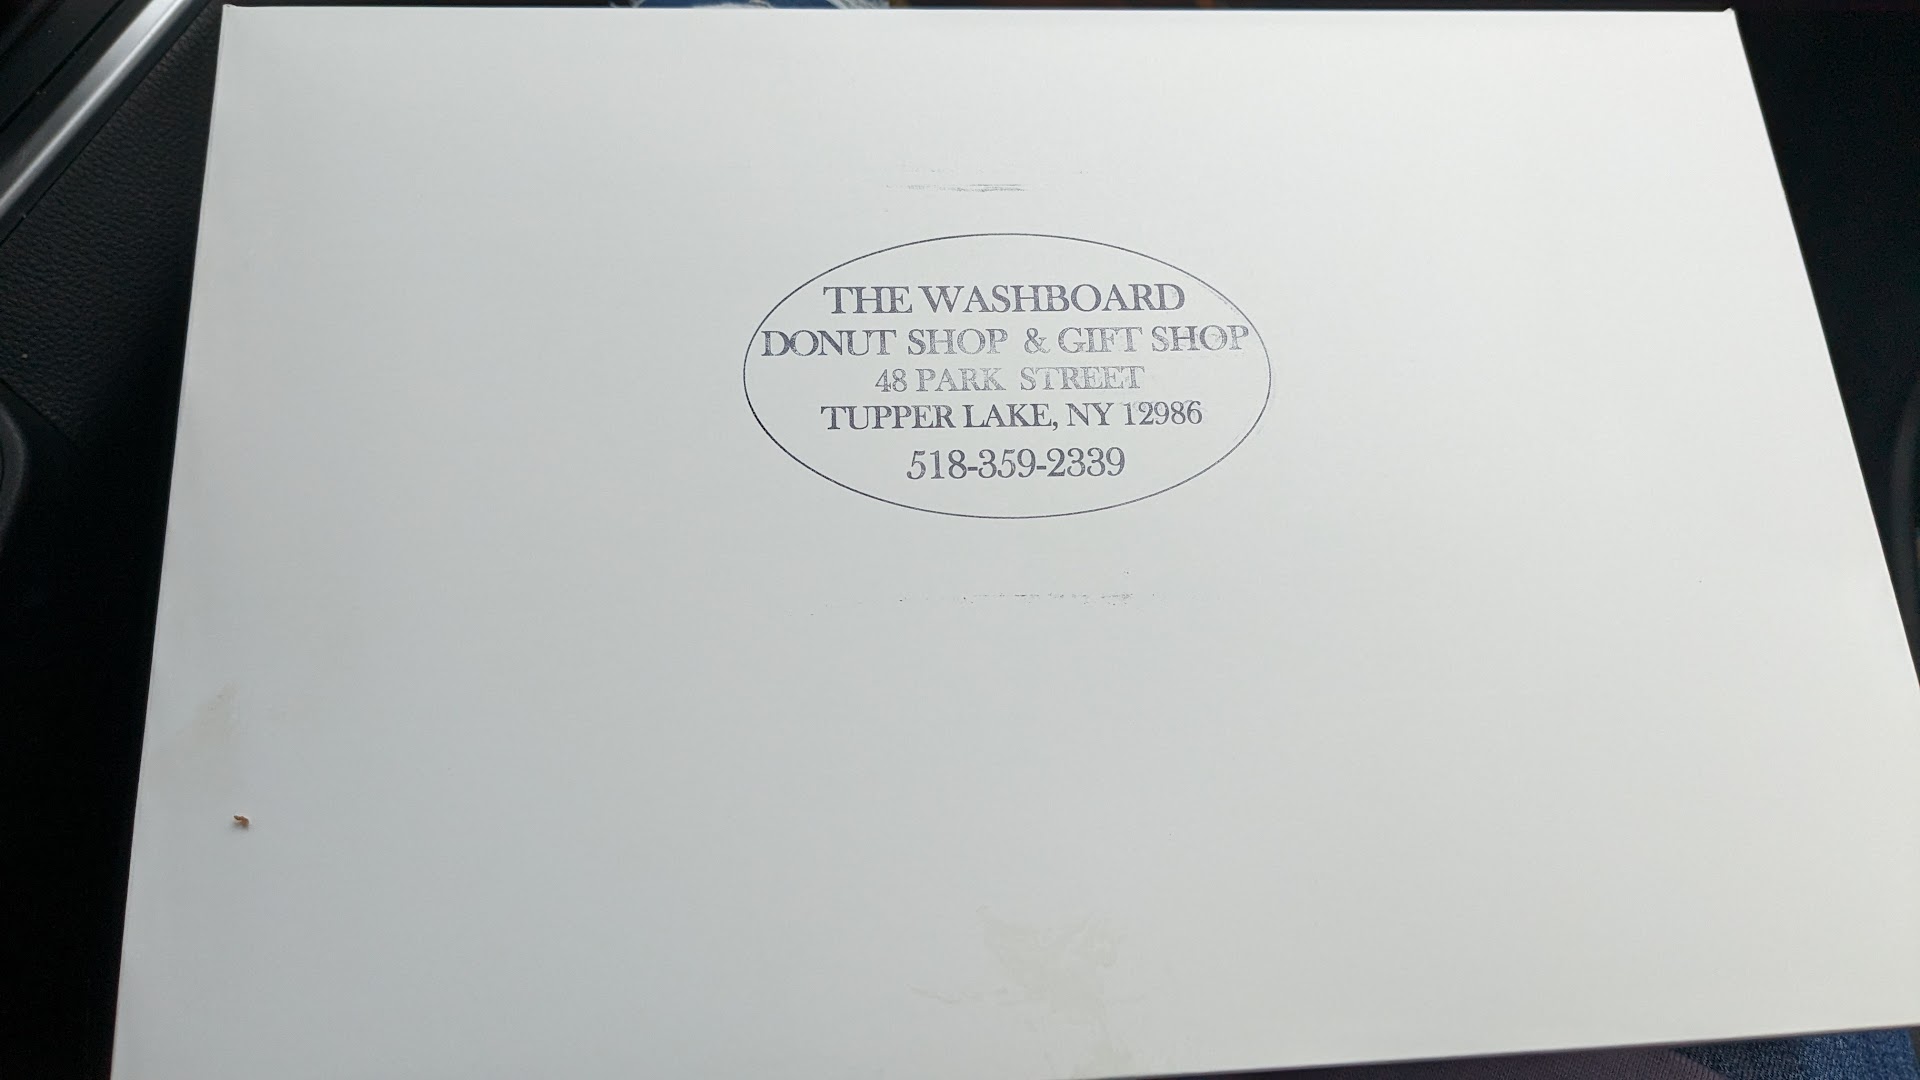 THE WASHBOARD
DONUT SHOP & GIFT SHOP
48 PARK STREET
TUPPER LAKE, NY 12986
518-359-2339